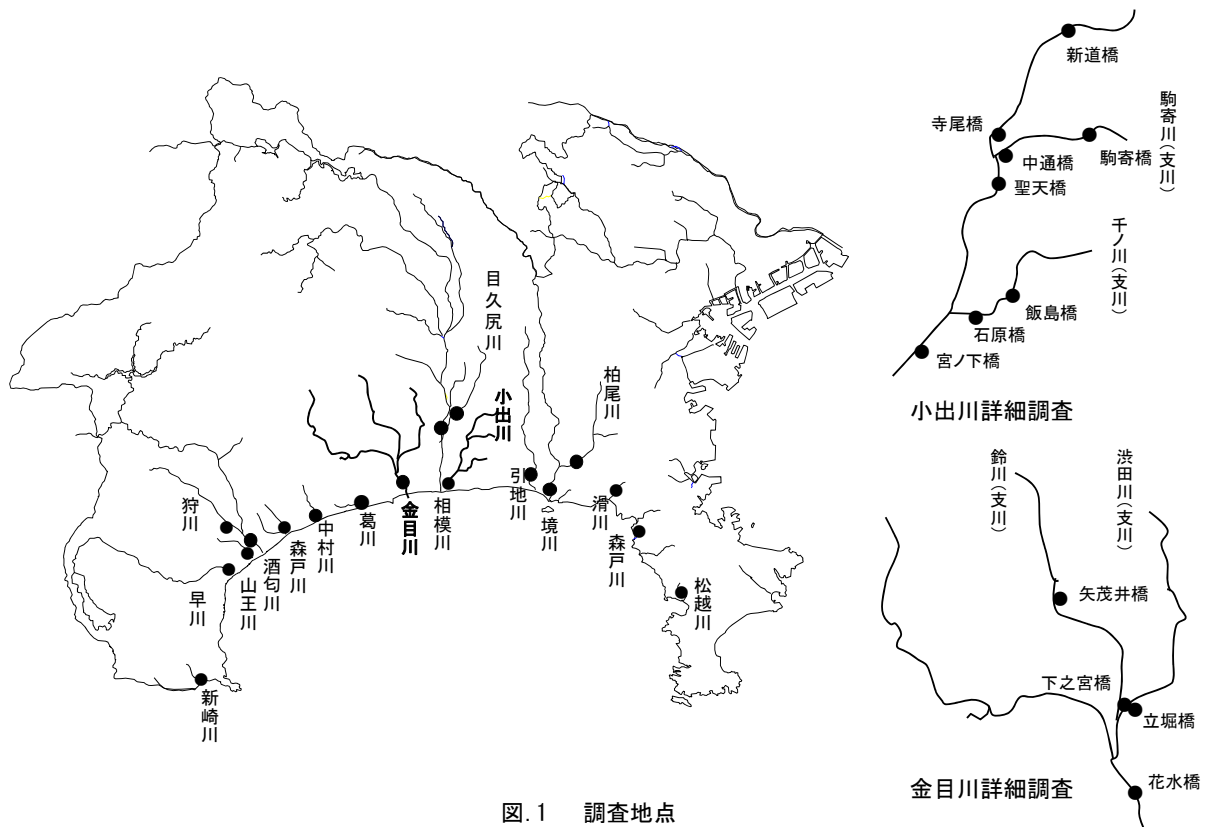 目久尻川
小出川
柏尾川
引地川
境川
滑川
森戸川
松越川
相模川
金目川
葛川
中村川
森戸川
酒匂川
狩川
山王川
早川
新崎川
新道橋
寺尾橋
駒寄川(支川)
中通橋
駒寄橋
聖天橋
千ノ川(支川)
飯島橋
石原橋
宮ノ下橋
小出川詳細調査
鈴川(支川)
渋田川(支川)
矢茂井橋
下之宮橋
立堀橋
花水橋
金目川詳細調査
図.1 調査地点